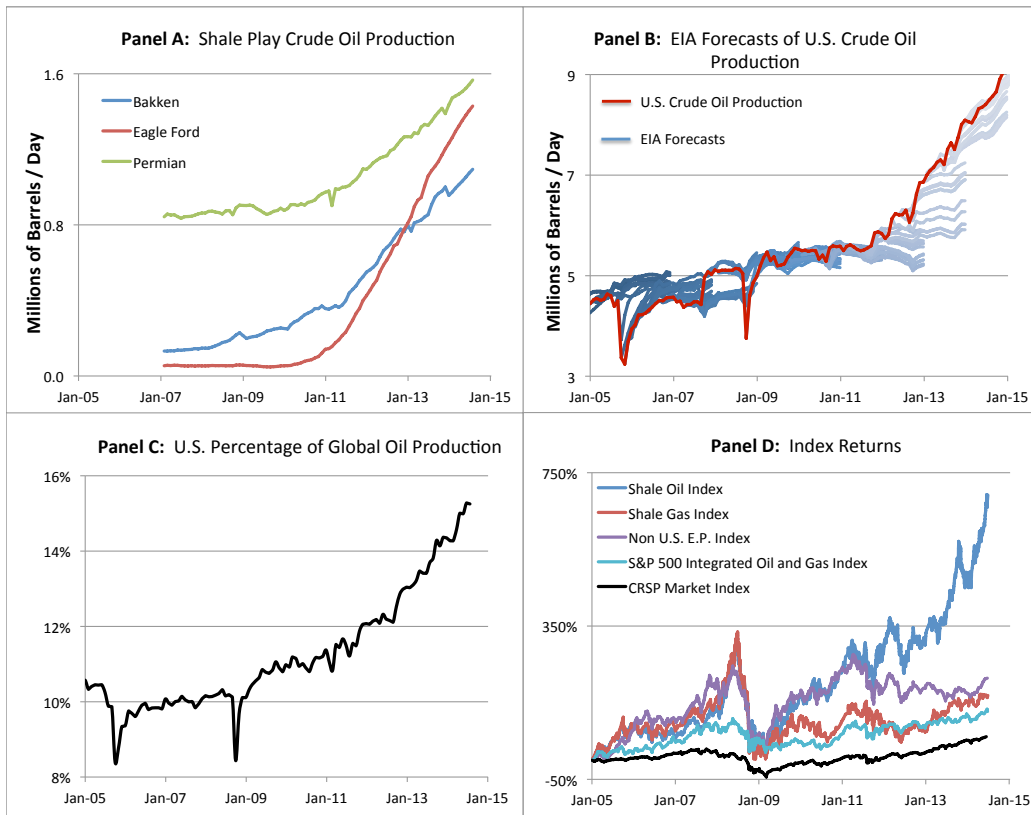 Panel A: Shale Play Crude Oil Production
Millions of Barrels / Day
1.6
0.8
0.0
Bakken
Eagle Ford
Permian
Jan-05 Jan-07 Jan-09 Jan-11 Jan-13 Jan-15
Panel B: EIA Forecasts of U.S. Crude Oil
Production
Millions of Barrels / Day
9
7
5
3
U.S. Crude Oil Production
EIA Forecasts
Jan-05 Jan-07 Jan-09 Jan-11 Jan-13 Jan-15
Panel C: U.S. Percentage of Global Oil Production
16%
14%
12%
10%
8%
Jan-05 Jan-07 Jan-09 Jan-11 Jan-13 Jan-15
Panel D: Index Returns
750%
350%
-50%
Shale Oil Index
Shale Gas Index
Non U.S. E.P. Index
S&P 500 Integrated Oil and Gas Index
CRSP Market Index
Jan-05 Jan-07 Jan-09 Jan-11 Jan-13 Jan-15